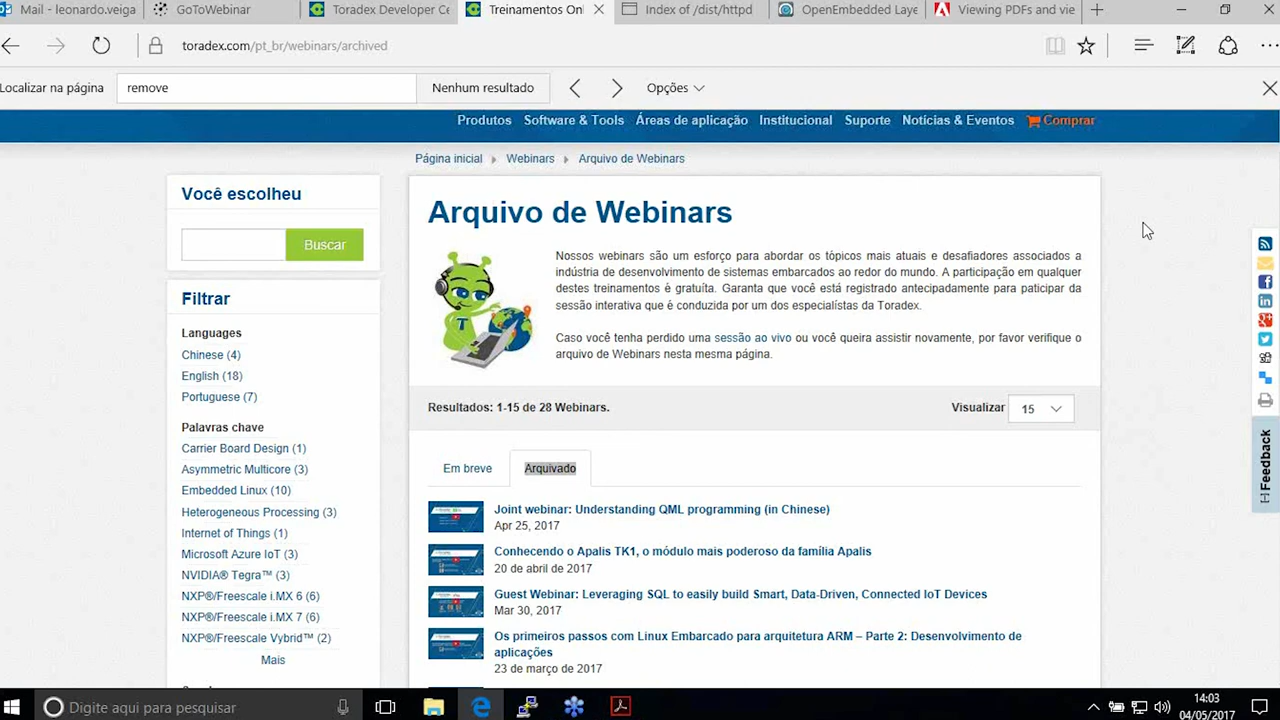 Mail - leonardo.veiga
GoToWebinar
Toradex Developer Ce
Treinamentos Onl
Index of /dist/httpd
OpenEmbedded Laye
Viewing PDFs and vie
toradex.com/pt_br/webinars/archived
Localizar na página
remove
Nenhum resultado
Opções
Produtos
Software & Tools
Áreas de aplicação
Institucional
Suporte
Notícias & Eventos
Comprar
Página inicial
Webinars
Arquivo de Webinars
Você escolheu
Buscar
Filtrar
Languages
Chinese (4)
English (18)
Portuguese (7)
Palavras chave
Carrier Board Design (1)
Asymmetric Multicore (3)
Embedded Linux (10)
Heterogeneous Processing (3)
Internet of Things (1)
Microsoft Azure IoT (3)
NVIDIA® Tegra™ (3)
NXP®/Freescale i.MX 6 (6)
NXP®/Freescale i.MX 7 (6)
NXP®/Freescale Vybrid™ (2)
Mais
Arquivo de Webinars
Nossos webinars são um esforço para abordar os tópicos mais atuais e desafiadores associados a
indústria de desenvolvimento de sistemas embarcados ao redor do mundo. A participação em qualquer
destes treinamentos é gratuíta. Garanta que você está registrado antecipadamente para paticipar da
sessão interativa que é conduzida por um dos especialístas da Toradex.
Caso você tenha perdido uma sessão ao vivo ou você queira assistir novamente, por favor verifique o
arquivo de Webinars nesta mesma página.
Resultados: 1-15 de 28 Webinars.
Visualizar
15
Em breve
Arquivado
Joint webinar: Understanding QML programming (in Chinese)
Apr 25, 2017
Conhecendo o Apalis TK1, o módulo mais poderoso da família Apalis
20 de abril de 2017
Guest Webinar: Leveraging SQL to easily build Smart, Data-Driven, Connected IoT Devices
Mar 30, 2017
Os primeiros passos com Linux Embarcado para arquitetura ARM – Parte 2: Desenvolvimento de
aplicações
23 de março de 2017
[+] Feedback
Digite aqui para pesquisar
14:03
04/05/2017